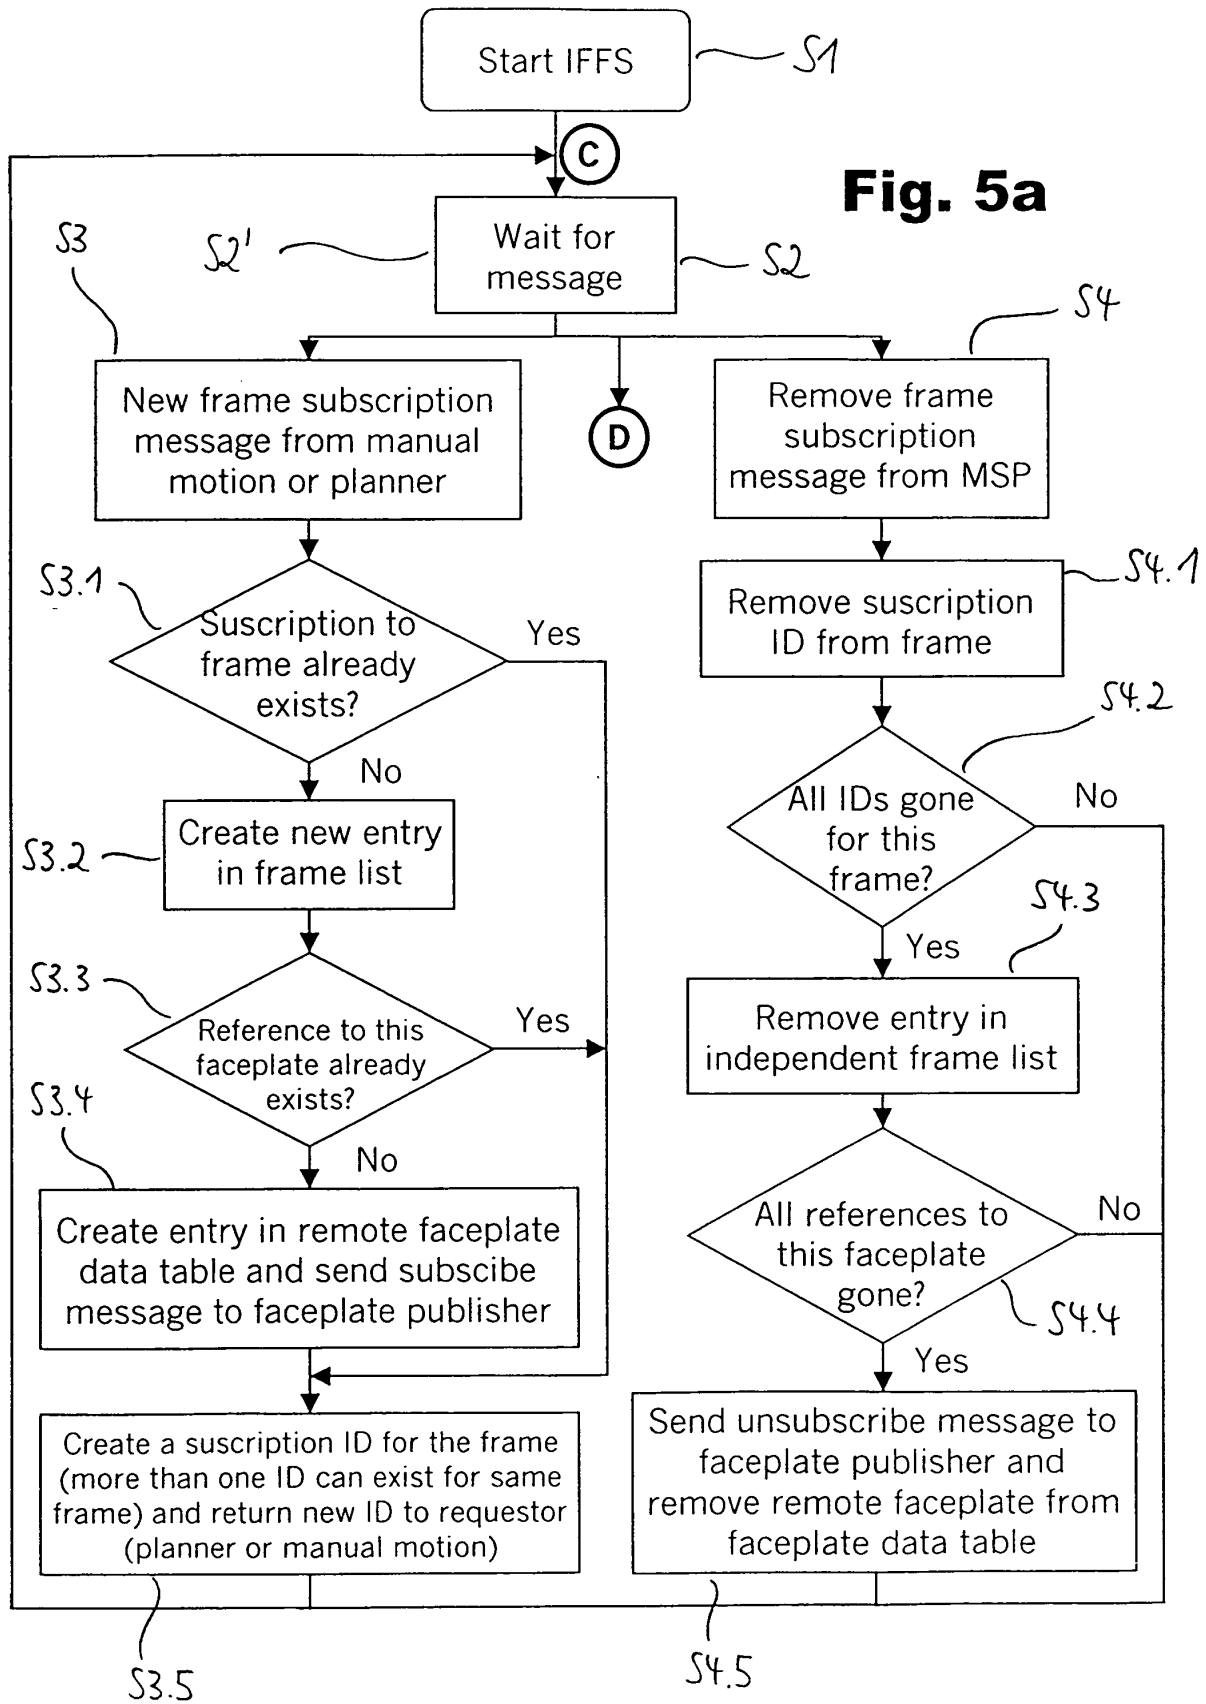 Start IFFS
S1
C
Fig. 5a
S3
S2'
Wait for
message
S2
S4
New frame subscription
message from manual
motion or planner
D
Remove frame
subscription
message from MSP
S3.1
Suscription to
frame already
exists?
Yes
No
S4.1
Remove suscription
ID from frame
S4.2
All IDs gone
for this
frame?
No
Yes
S3.2
Create new entry
in frame list
S4.3
Remove entry in
independent frame list
S3.3
Reference to this
faceplate already
exists?
Yes
No
S3.4
Create entry in remote faceplate
data table and send subscibe
message to faceplate publisher
All references to
this faceplate
gone?
No
S4.4
Yes
Create a suscription ID for the frame
(more than one ID can exist for same
frame) and return new ID to requestor
(planner or manual motion)
Send unsubscribe message to
faceplate publisher and
remove remote faceplate from
faceplate data table
S3.5
S4.5